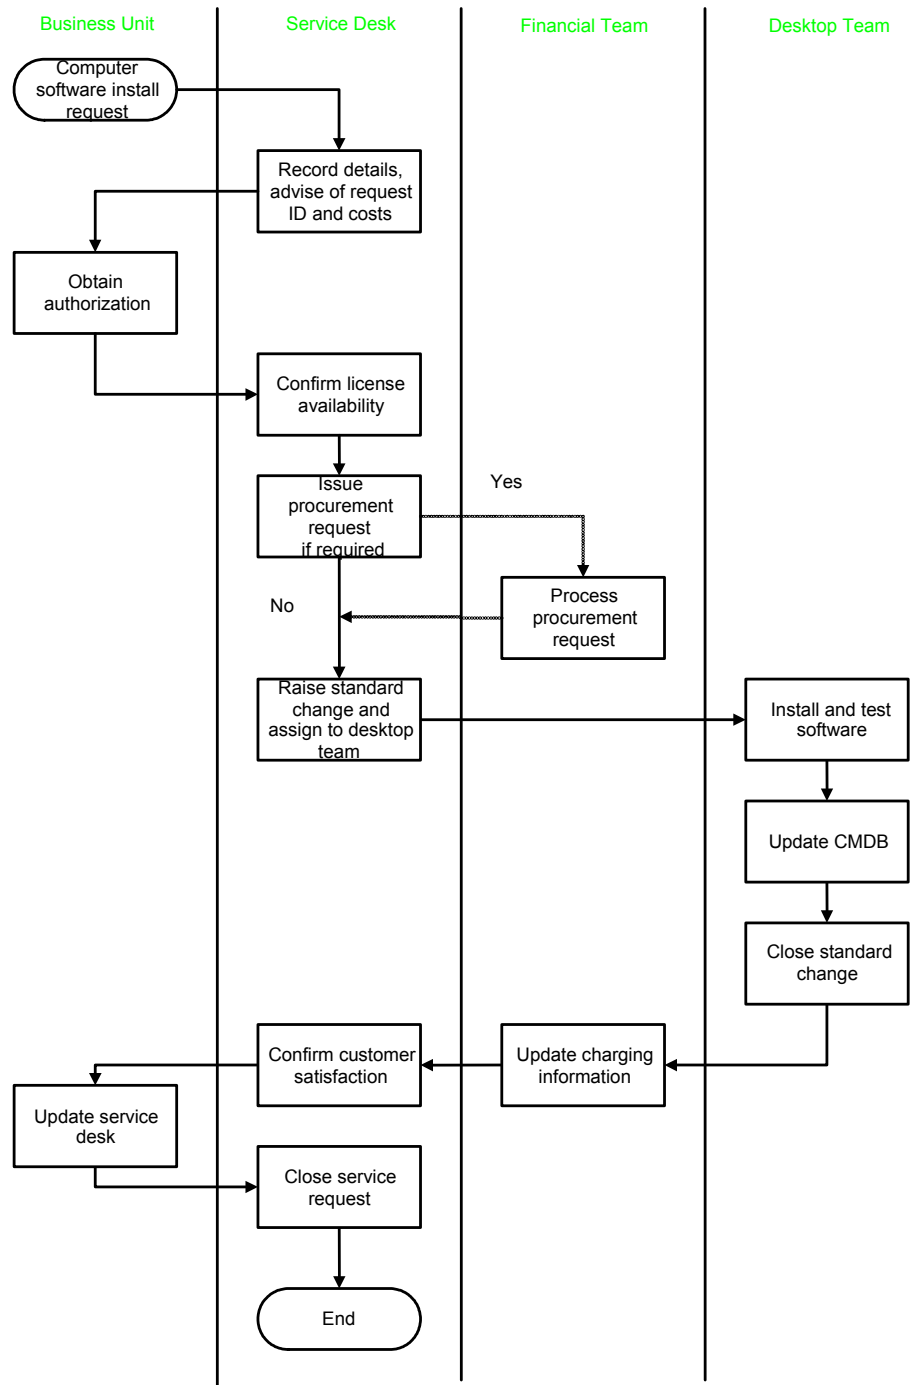 Business Unit
Service Desk
Financial Team
Desktop Team
Computer
software install
request
Record details,
advise of request
ID and costs
Obtain
authorization
Confirm license
availability
Issue
procurement
request
if required
Yes
No
Process
procurement
request
Raise standard
change and
assign to desktop
team
Install and test
software
Update CMDB
Close standard
change
Confirm customer
satisfaction
Update charging
information
Update service
desk
Close service
request
End